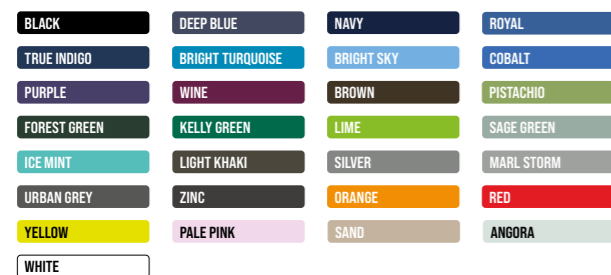 BLACK DEEP BLUE NAVY ROYAL
TRUE INDIGO BRIGHT TURQUOISE BRIGHT SKY COBALT
PURPLE WINE BROWN PISTACHIO
FOREST GREEN KELLY GREEN LIME SAGE GREEN
ICE MINT LIGHT KHAKI SILVER MARL STORM
URBAN GREY ZINC ORANGE RED
YELLOW PALE PINK SAND ANGORA
WHITE